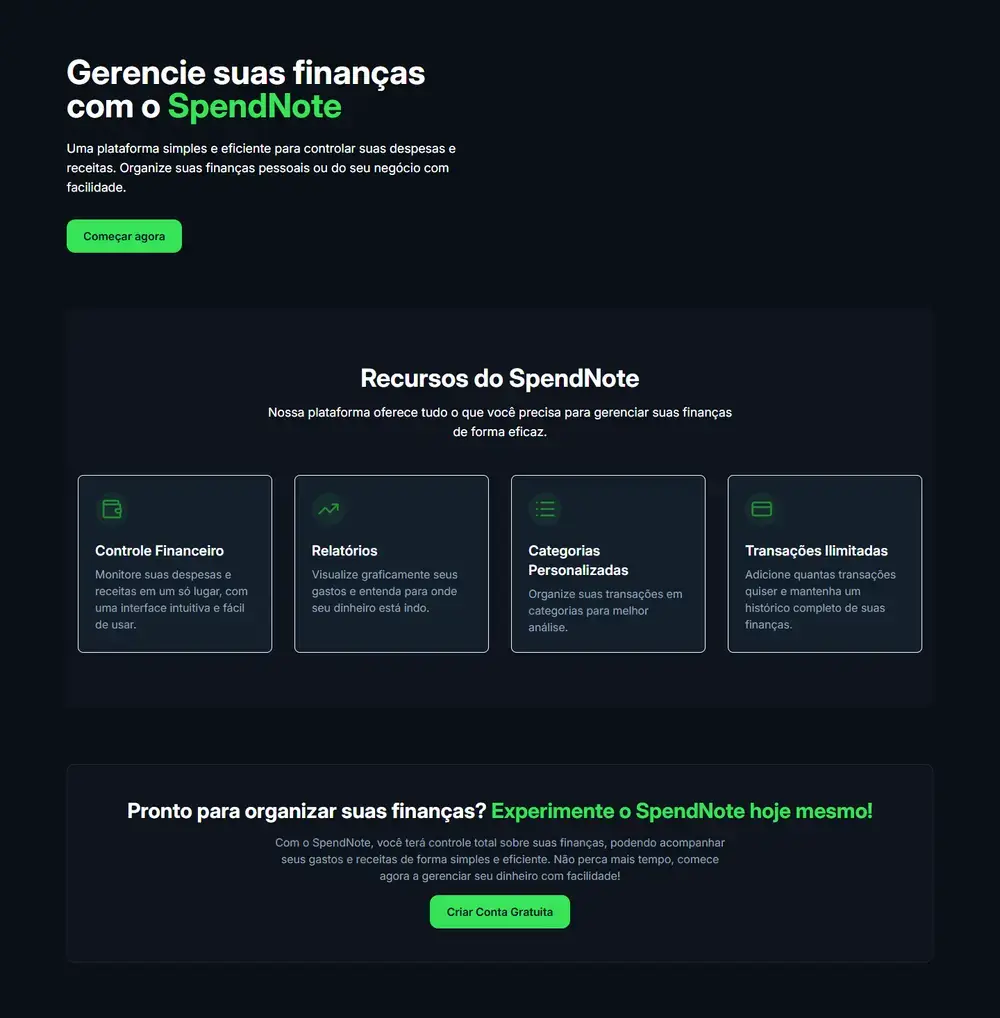 Gerencie suas finanças
com o SpendNote
Uma plataforma simples e eficiente para controlar suas despesas e
receitas. Organize suas finanças pessoais ou do seu negócio com
facilidade.
Começar agora
Recursos do SpendNote
Nossa plataforma oferece tudo o que você precisa para gerenciar suas finanças
de forma eficaz.
Controle Financeiro
Monitore suas despesas e
receitas em um só lugar, com
uma interface intuitiva e fácil
de usar.
Relatórios
Visualize graficamente seus
gastos e entenda para onde
seu dinheiro está indo.
Categorias
Personalizadas
Organize suas transações em
categorias para melhor
análise.
Transações Ilimitadas
Adicione quantas transações
quiser e mantenha um
histórico completo de suas
finanças.
Pronto para organizar suas finanças? Experimente o SpendNote hoje mesmo!
Com o SpendNote, você terá controle total sobre suas finanças, podendo acompanhar
seus gastos e receitas de forma simples e eficiente. Não perca mais tempo, comece
agora a gerenciar seu dinheiro com facilidade!
Criar Conta Gratuita